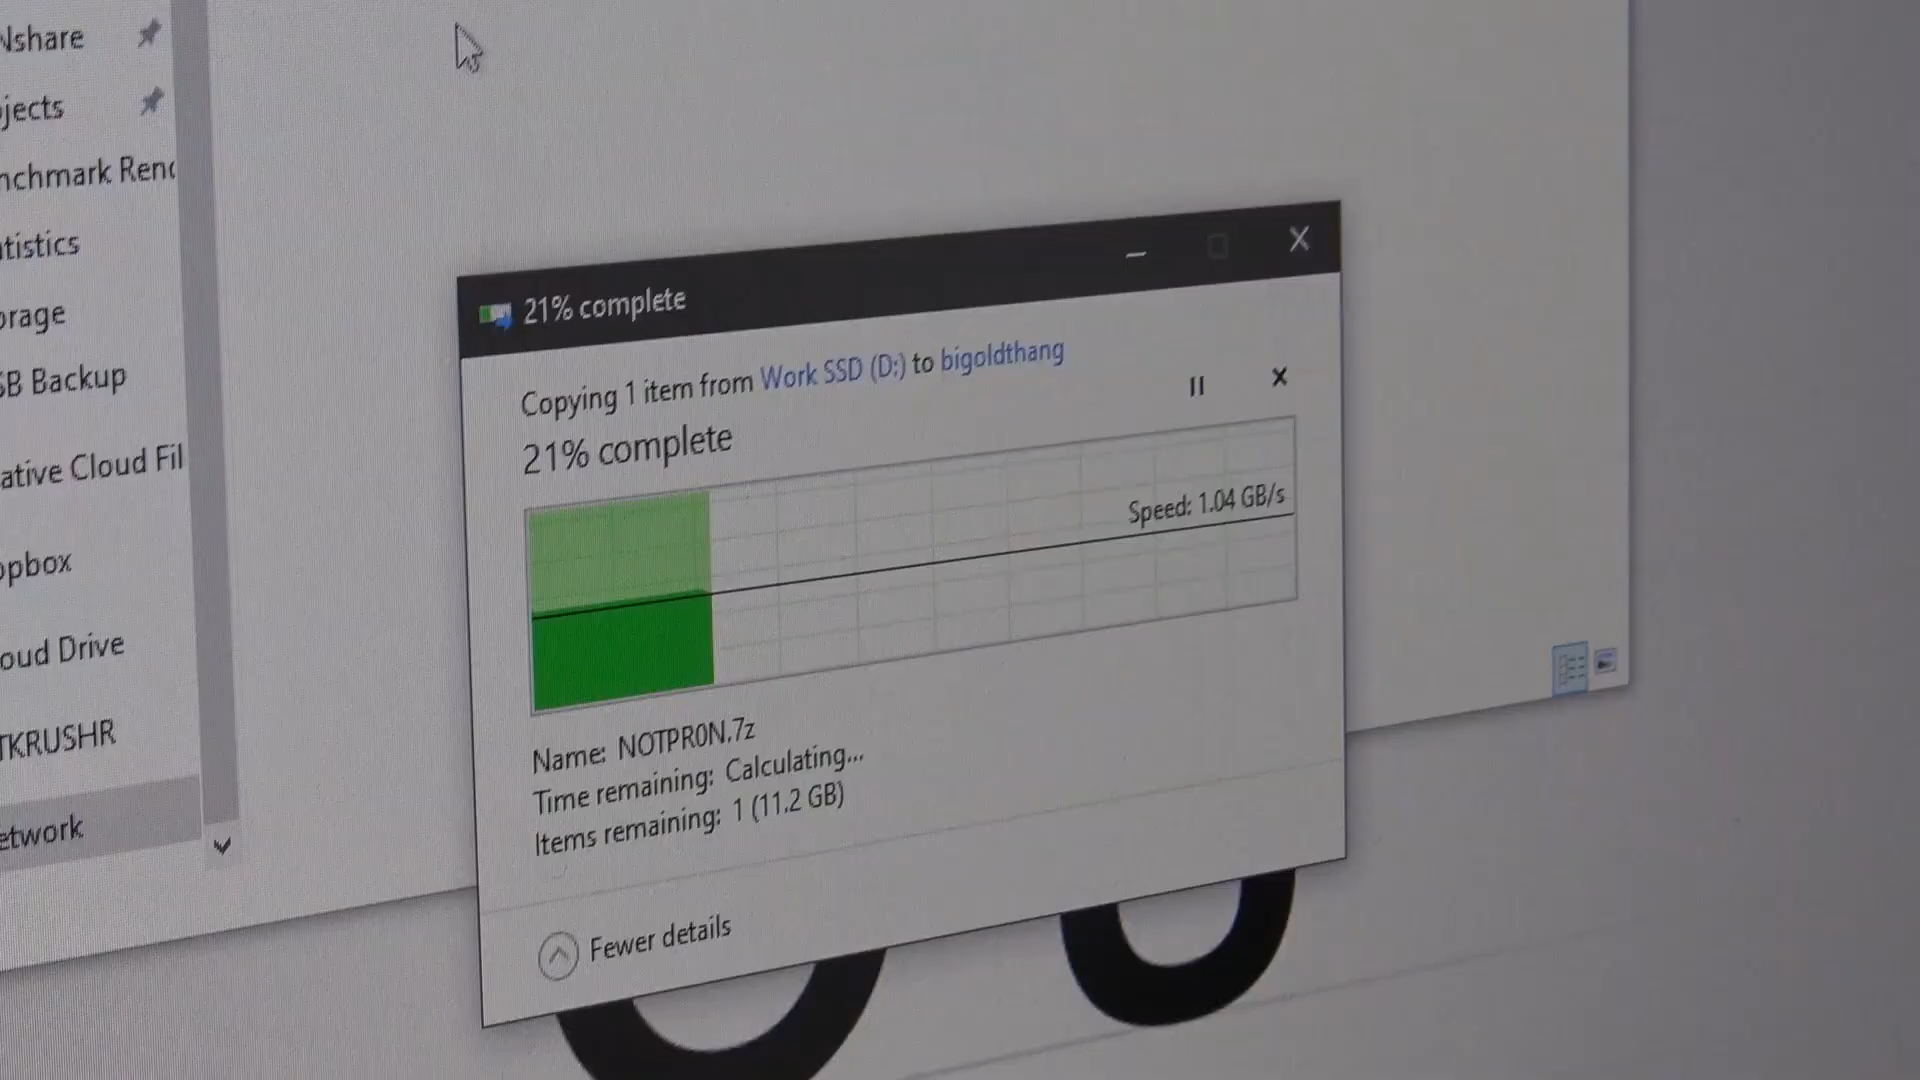 Nshare
jects
nchmark Rend
tistics
orage
SB Backup
ative Cloud Fil
opbox
oud Drive
TKRUSHR
etwork
21% complete
Copying 1 item from Work SSD (D:) to bigoldthang
21% complete
Speed: 1.04 GB/s
Name: NOTPR0N.7z
Time remaining: Calculating...
Items remaining: 1 (11.2 GB)
Fewer details